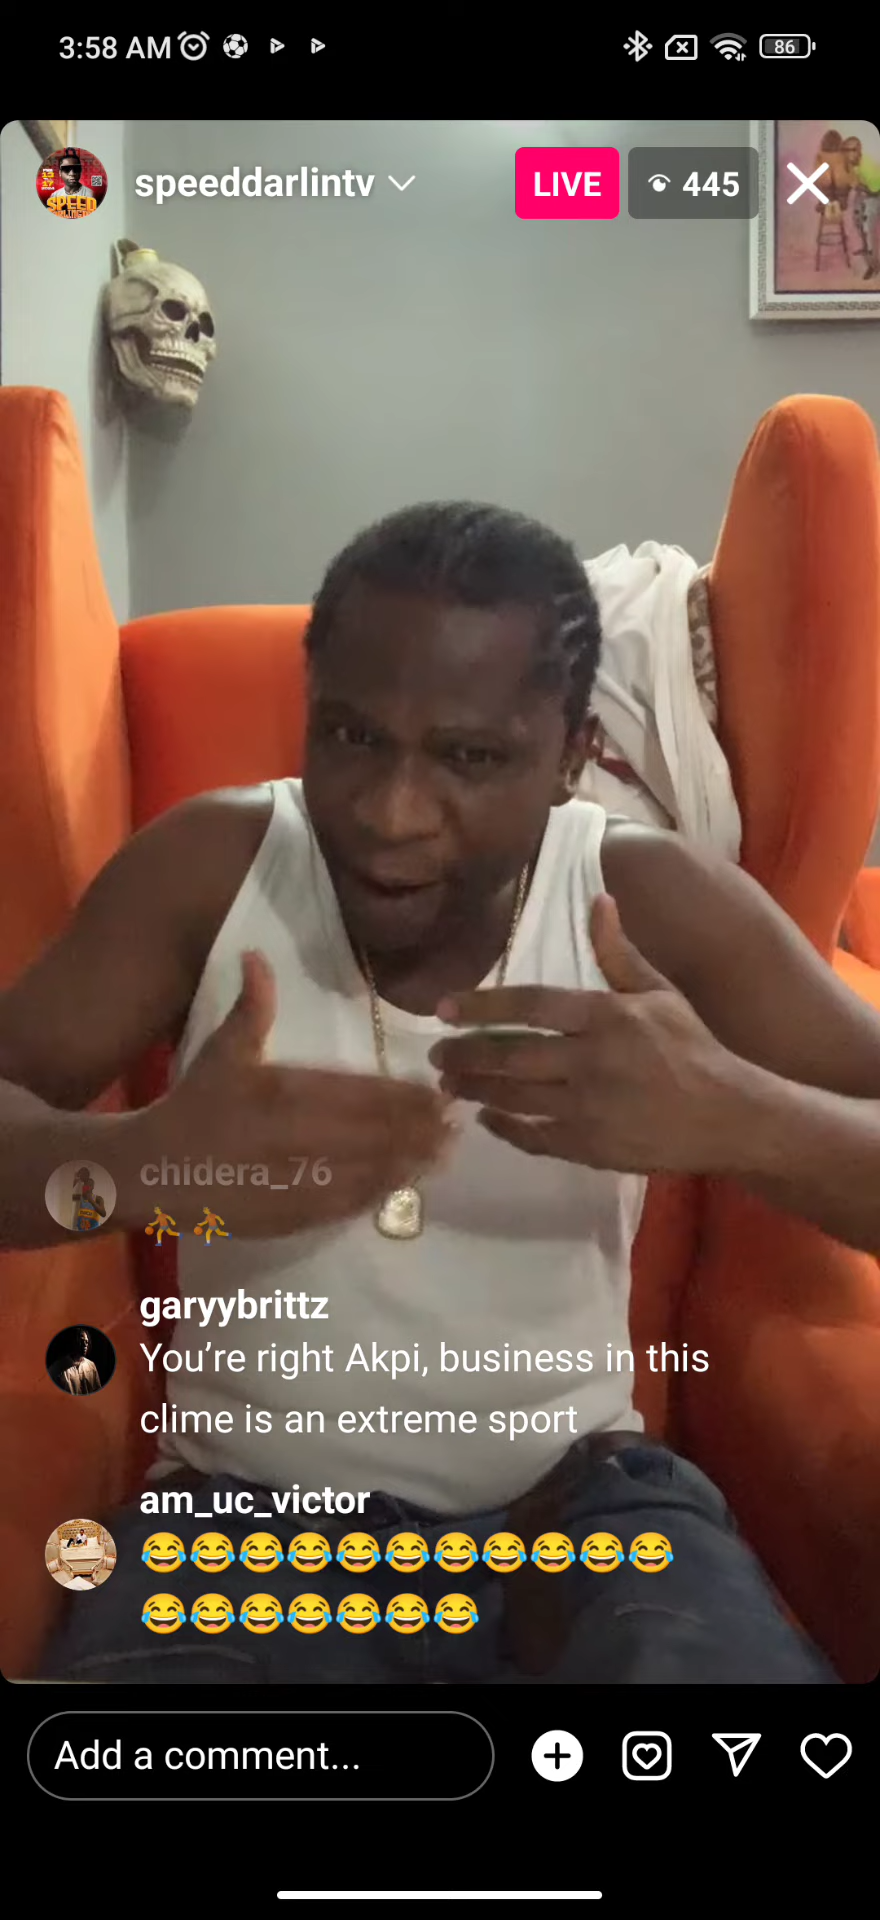 3:58 AM
86
SPEED
speeddarlintv
LIVE
445
chidera_76
garyybrittz
You’re right Akpi, business in this
clime is an extreme sport
am_uc_victor
😂😂😂😂😂😂😂😂😂😂😂
😂😂😂😂😂😂😂
Add a comment...